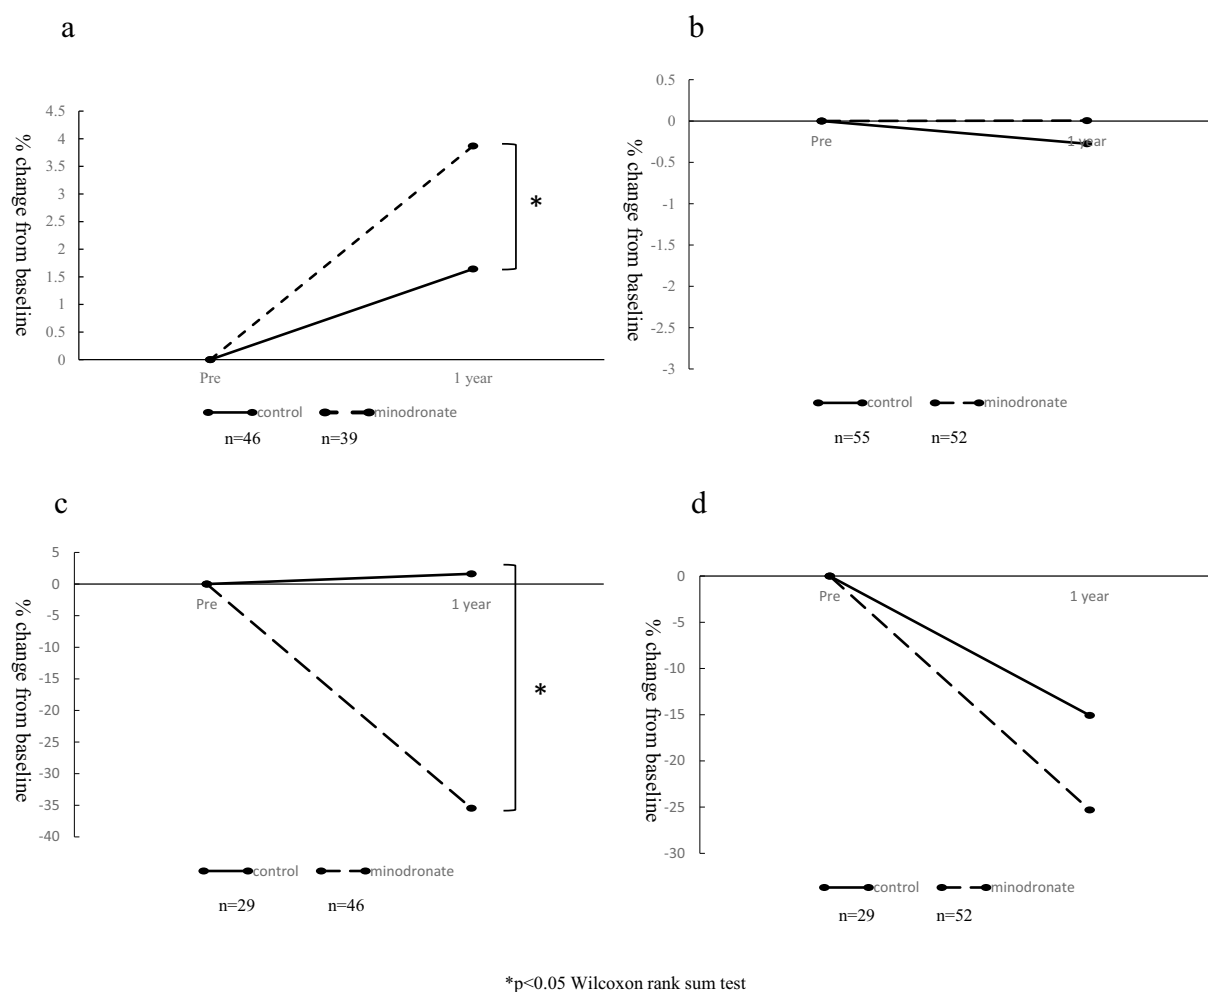 a
% change from baseline
4.5
4
3.5
3
2.5
2
1.5
1
0.5
0
*
Pre 1 year
control minodronate
n=46 n=39
b
% change from baseline
0.5
0
-0.5
-1
-1.5
-2
-2.5
-3
Pre 1 year
control minodronate
n=55 n=52
c
% change from baseline
5
0
-5
-10
-15
-20
-25
-30
-35
-40
Pre 1 year
*
control minodronate
n=29 n=46
d
% change from baseline
0
-5
-10
-15
-20
-25
-30
Pre 1 year
control minodronate
n=29 n=52
*p<0.05 Wilcoxon rank sum test